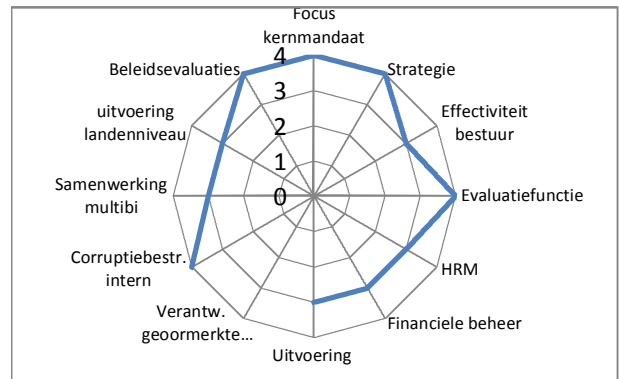 Focus
kernmandaat
Strategie
Effectiviteit
bestuur
Evaluatiefunctie
HRM
Financiele beheer
Uitvoering
Verantw.
geoormerkte...
Corruptiebestr.
intern
Samenwerking
multibi
uitvoering
landenniveau
Beleidsevaluaties
4
3
2
1
0